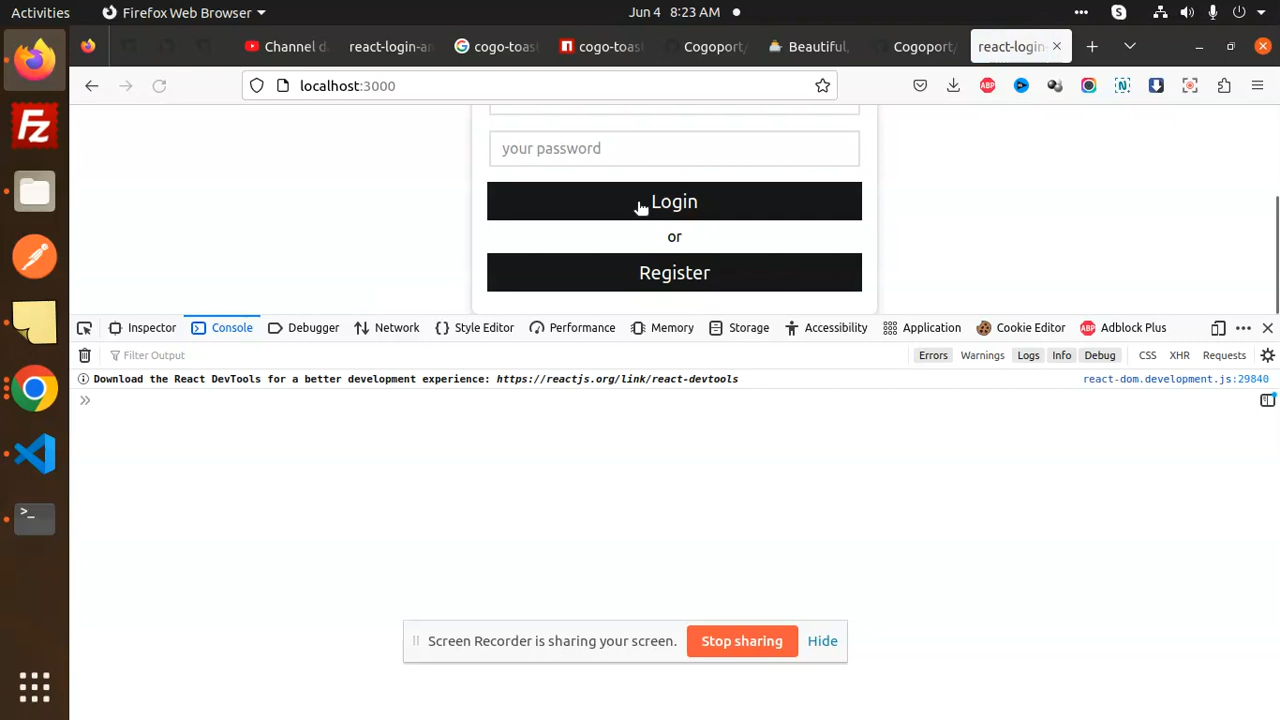 Activities Firefox Web Browser Jun 4 8:23 AM
Channel d react-login-an cogo-toas cogo-toas Cogoport/ Beautiful, Cogoport/ react-login-
localhost:3000
your password
Login
or
Register
Inspector Console Debugger Network Style Editor Performance Memory Storage Accessibility Application Cookie Editor Adblock Plus
Filter Output Errors Warnings Logs Info Debug CSS XHR Requests
Download the React DevTools for a better development experience: https://reactjs.org/link/react-devtools react-dom.development.js:29840
Screen Recorder is sharing your screen. Stop sharing Hide